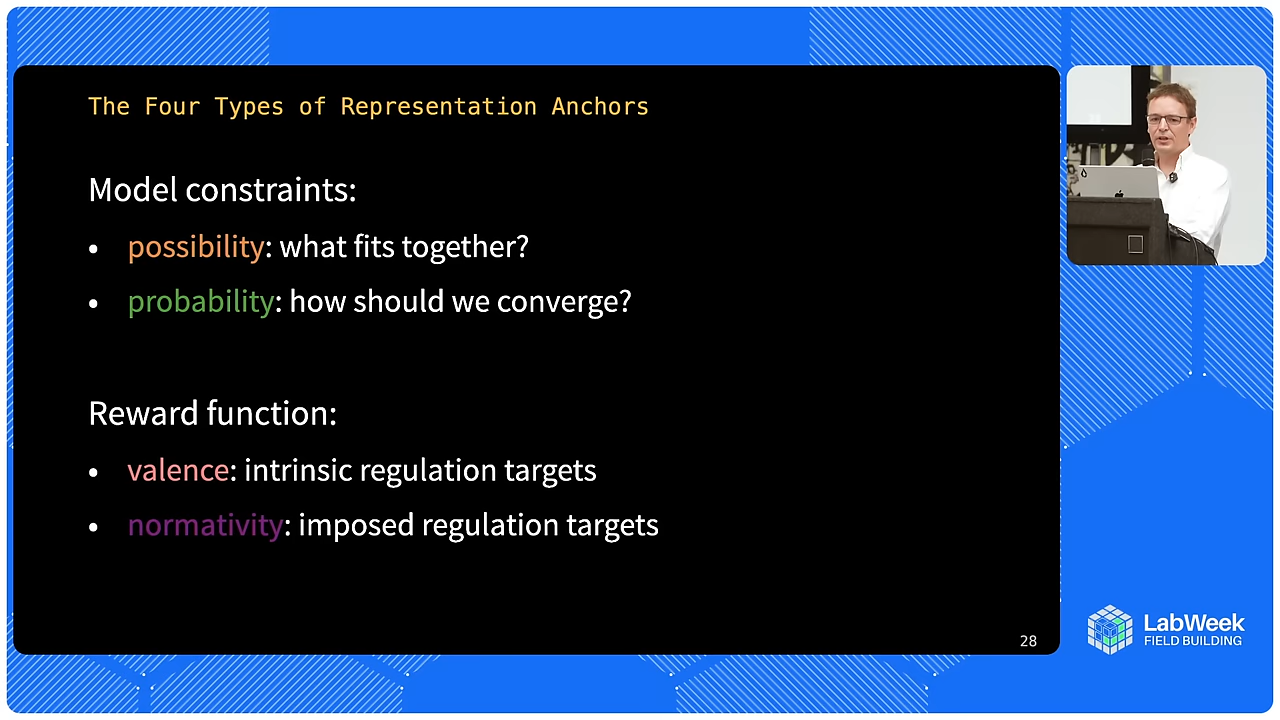 The Four Types of Representation Anchors
Model constraints:
• possibility: what fits together?
• probability: how should we converge?
Reward function:
• valence: intrinsic regulation targets
• normativity: imposed regulation targets
28
LabWeek
FIELD BUILDING